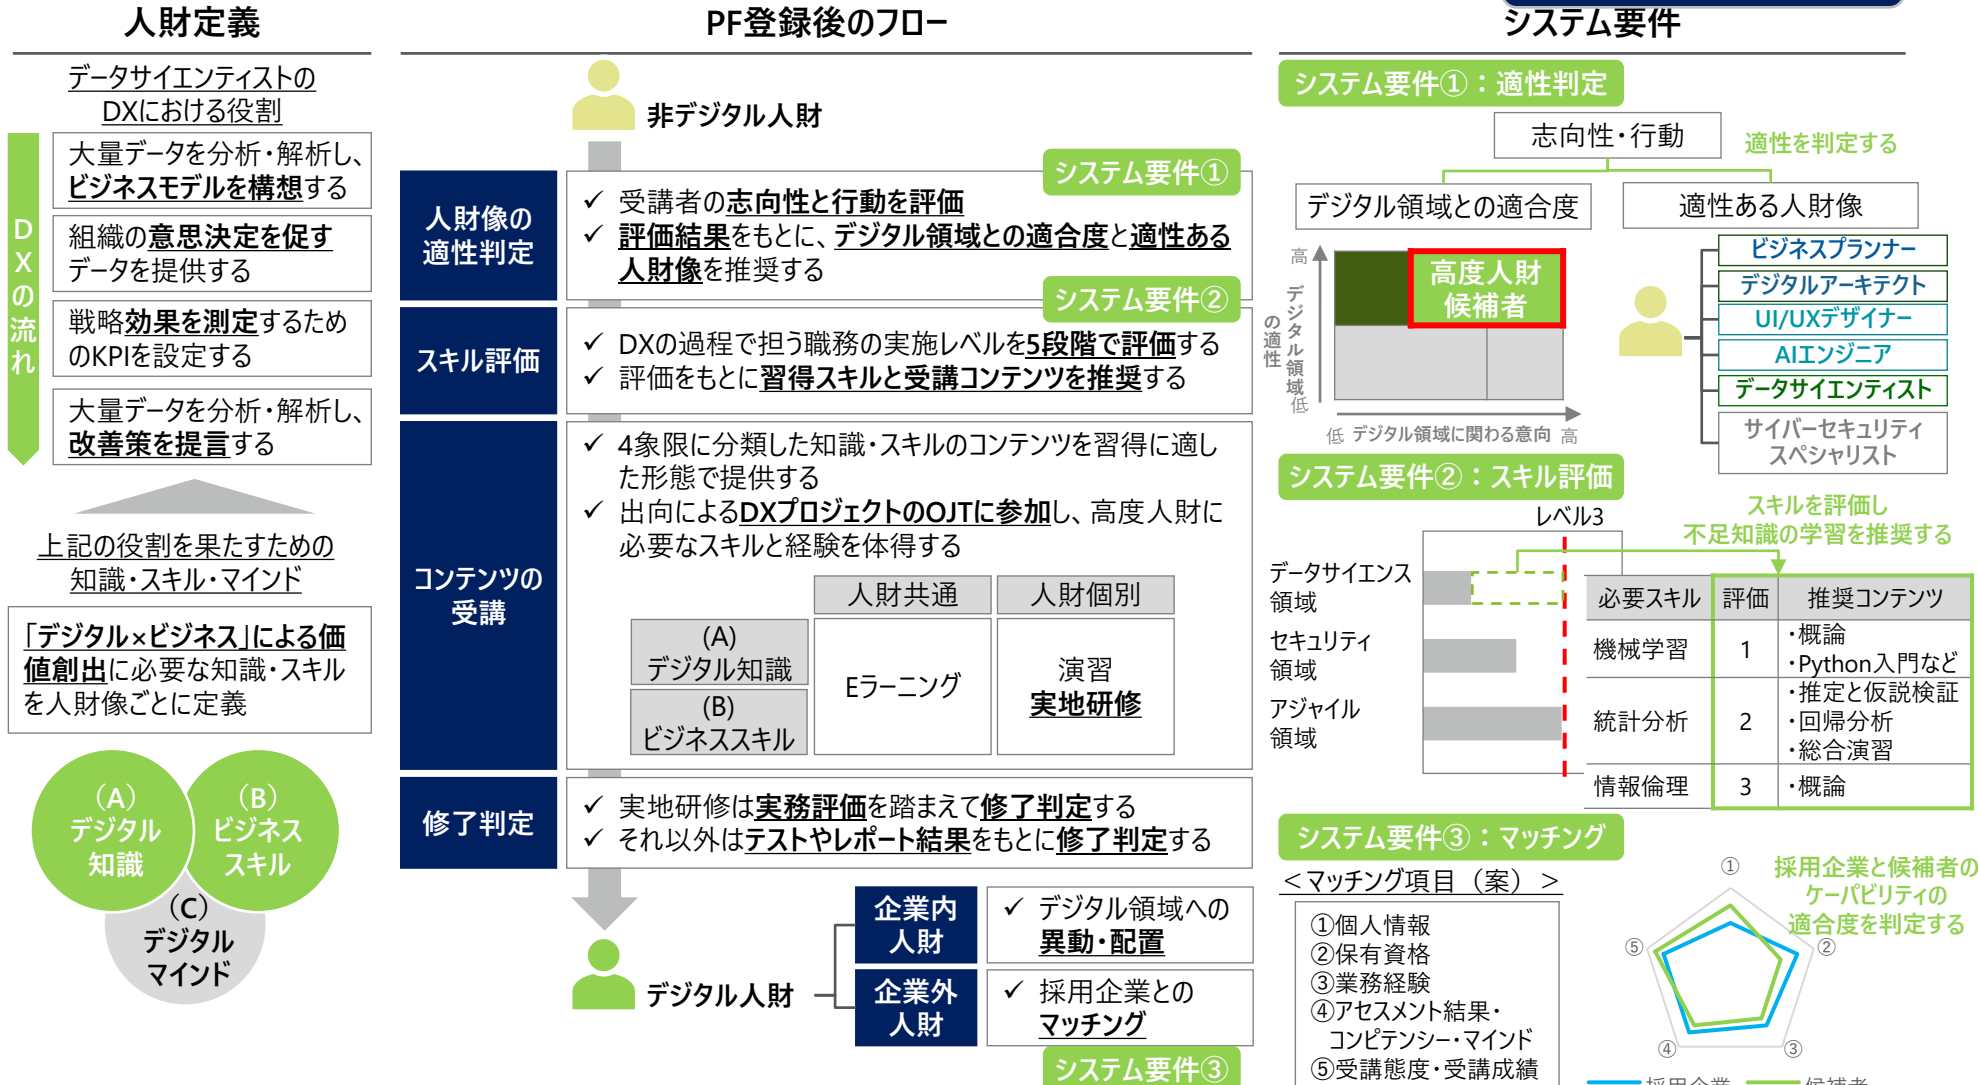 人財定義
データサイエンティストの
DXにおける役割
DXの流れ
大量データを分析・解析し、
ビジネスモデルを構想する
組織の意思決定を促す
データを提供する
戦略効果を測定するため
のKPIを設定する
大量データを分析・解析し、
改善策を提言する
上記の役割を果たすための
知識・スキル・マインド
「デジタル×ビジネス」による価
値創出に必要な知識・スキル
を人財像ごとに定義
(A)
デジタル
知識
(B)
ビジネス
スキル
(C)
デジタル
マインド
PF登録後のフロー
非デジタル人財
システム要件①
人財像の
適性判定
✓ 受講者の志向性と行動を評価
✓ 評価結果をもとに、デジタル領域との適合度と適性ある
人財像を推奨する
システム要件②
スキル評価
✓ DXの過程で担う職務の実施レベルを5段階で評価する
✓ 評価をもとに習得スキルと受講コンテンツを推奨する
コンテンツの
受講
✓ 4象限に分類した知識・スキルのコンテンツを習得に適し
た形態で提供する
✓ 出向によるDXプロジェクトのOJTに参加し、高度人財に
必要なスキルと経験を体得する
人財共通
人財個別
(A)
デジタル知識
(B)
ビジネススキル
Eラーニング
演習
実地研修
修了判定
✓ 実地研修は実務評価を踏まえて修了判定する
✓ それ以外はテストやレポート結果をもとに修了判定する
デジタル人財
企業内
人財
✓ デジタル領域への
異動・配置
企業外
人財
✓ 採用企業との
マッチング
システム要件③
システム要件
システム要件①：適性判定
志向性・行動
適性を判定する
デジタル領域との適合度
適性ある人財像
高
デジタル領域
の適性
低
高度人財
候補者
低 デジタル領域に関わる意向 高
ビジネスプランナー
デジタルアーキテクト
UI/UXデザイナー
AIエンジニア
データサイエンティスト
サイバーセキュリティ
スペシャリスト
システム要件②：スキル評価
スキルを評価し
不足知識の学習を推奨する
レベル3
データサイエンス
領域
セキュリティ
領域
アジャイル
領域
必要スキル 評価 推奨コンテンツ
機械学習 1 ・概論
・Python入門など
統計分析 2 ・推定と仮説検証
・回帰分析
・総合演習
情報倫理 3 ・概論
システム要件③：マッチング
＜マッチング項目（案）＞
①個人情報
②保有資格
③業務経験
④アセスメント結果・
コンピテンシー・マインド
⑤受講態度・受講成績
採用企業と候補者の
ケーパビリティの
適合度を判定する
①
②
③
④
⑤
採用企業 候補者